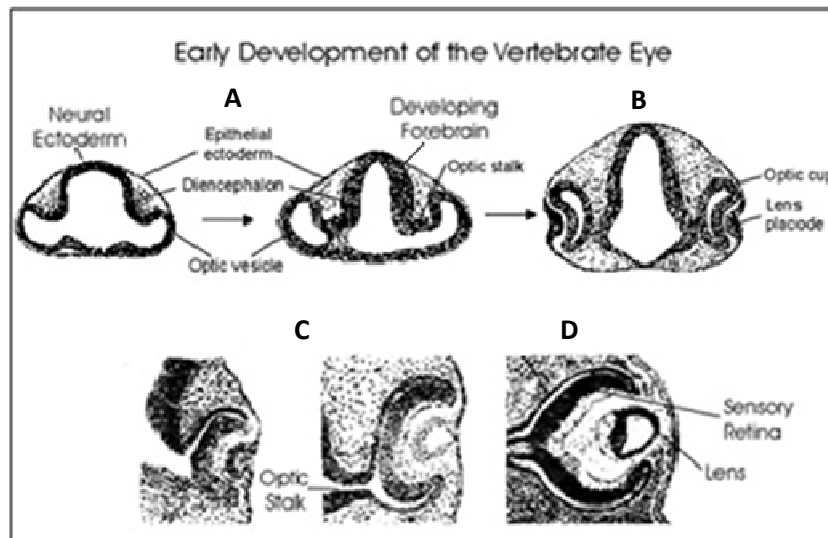 Early Development of the Vertebrate Eye
A
B
Neural
Ectoderm
Epithelial
ectoderm
Diencephalon
Optic vesicle
Developing
Forebrain
Optic stalk
Optic cup
Lens
placode
C
D
Optic
Stalk
Sensory
Retina
Lens